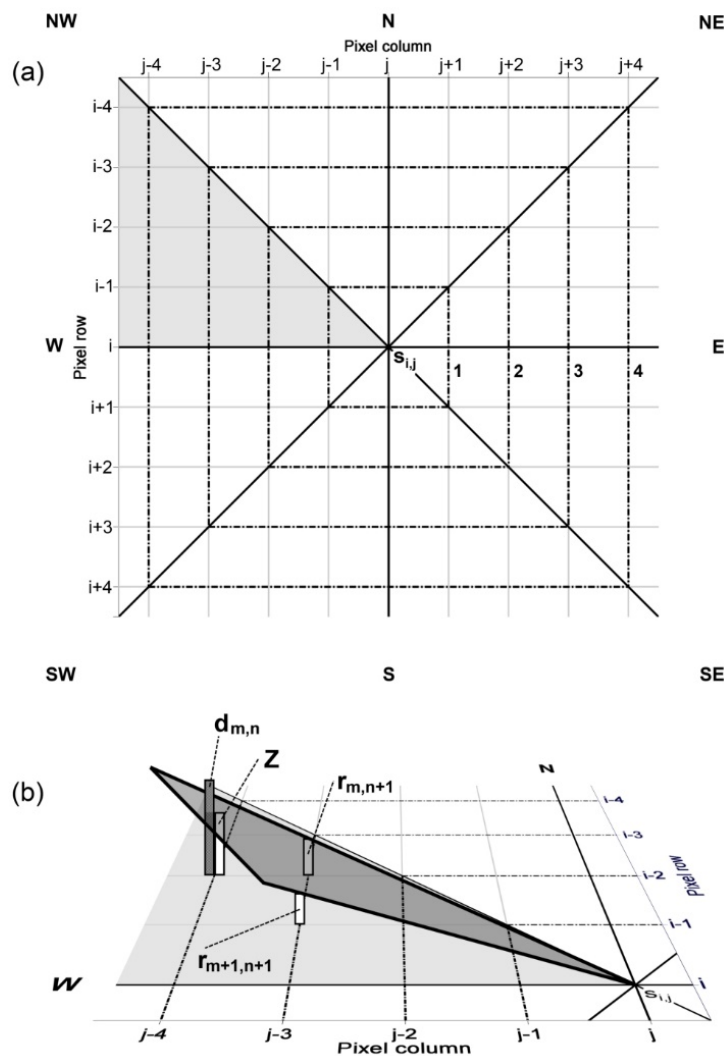 NW N NE
Pixel column
(a) j-4 j-3 j-2 j-1 j j+1 j+2 j+3 j+4
i-4
i-3
i-2
i-1
W Pixel row i E
s i,j 1 2 3 4
i+1
i+2
i+3
i+4
SW S SE
d m,n
Z
r m,n+1
N
(b)
i-4
i-3
i-2
Pixel row
i-1
r m+1,n+1
W i
s i,j
j-4 j-3 j-2 j-1 j
Pixel column